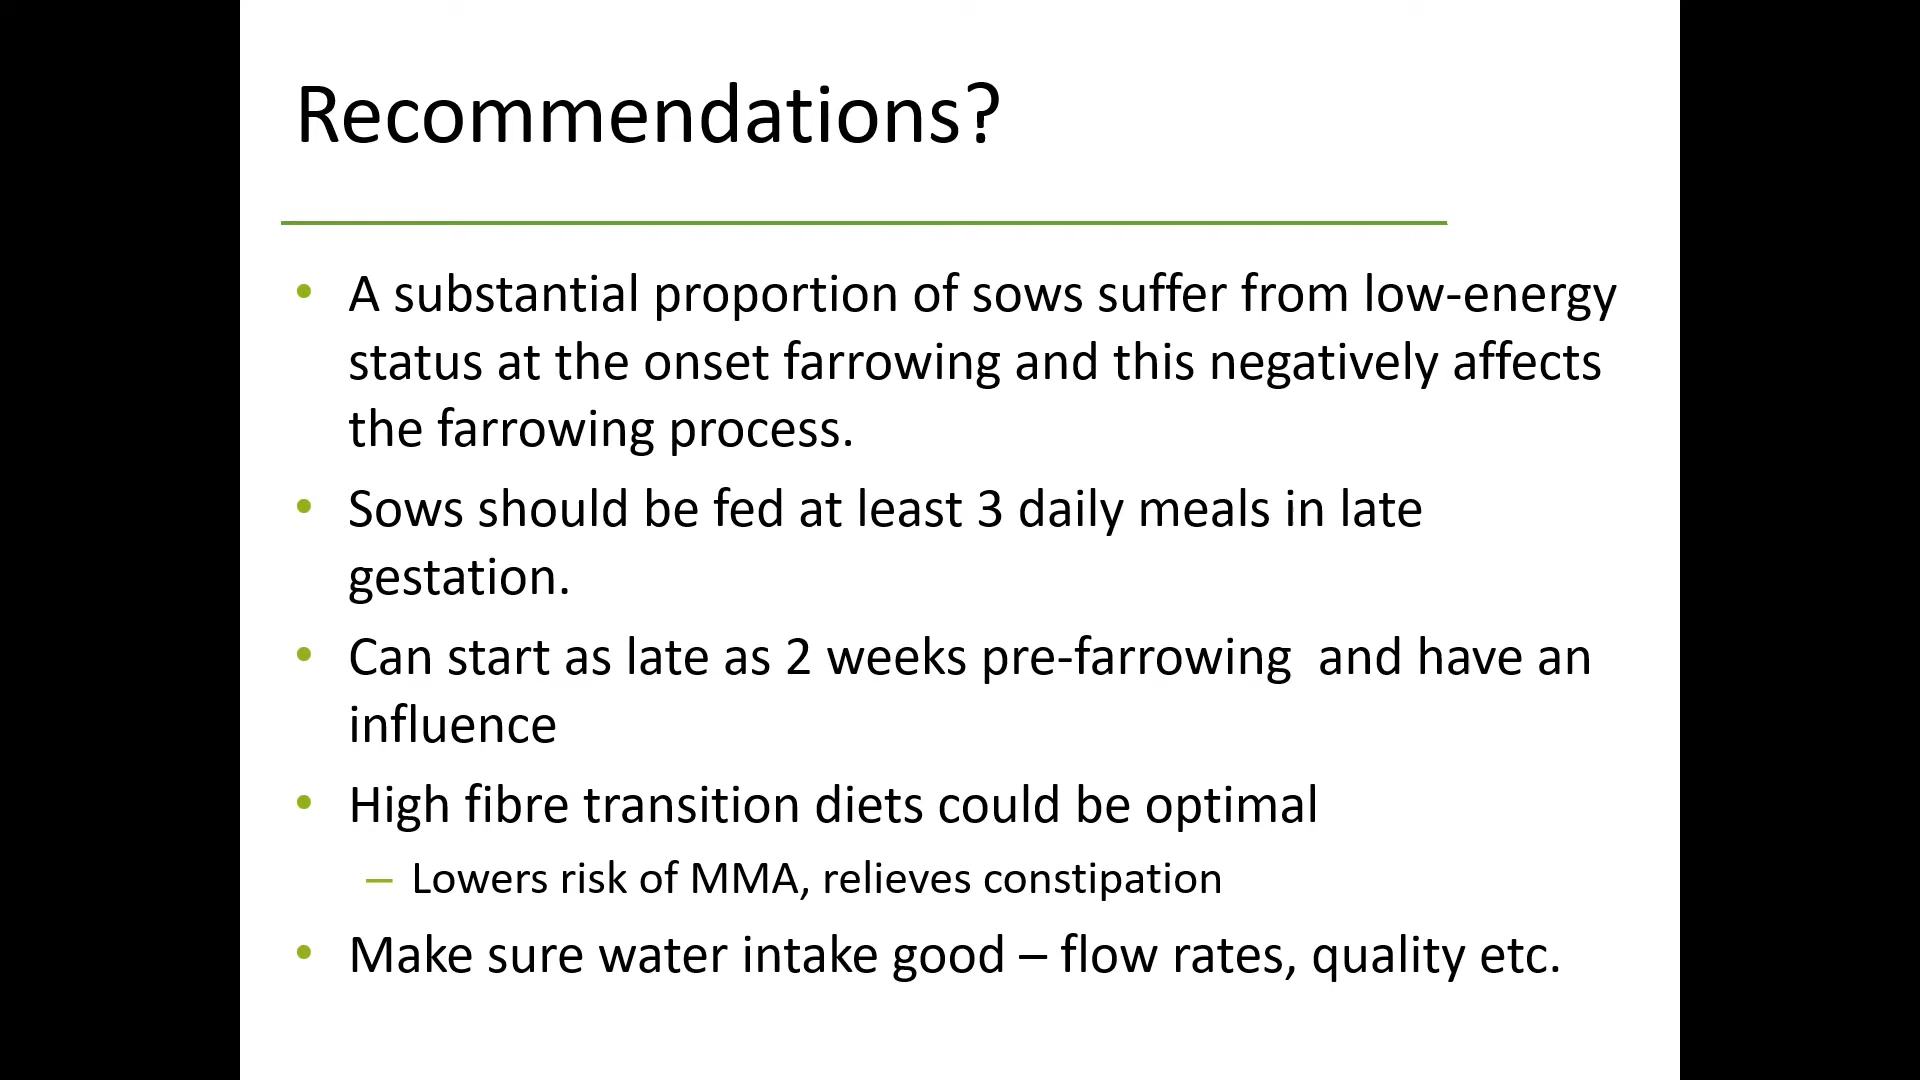 Recommendations?
• A substantial proportion of sows suffer from low-energy
status at the onset farrowing and this negatively affects
the farrowing process.
• Sows should be fed at least 3 daily meals in late
gestation.
• Can start as late as 2 weeks pre-farrowing  and have an
influence
• High fibre transition diets could be optimal
– Lowers risk of MMA, relieves constipation
• Make sure water intake good – flow rates, quality etc.